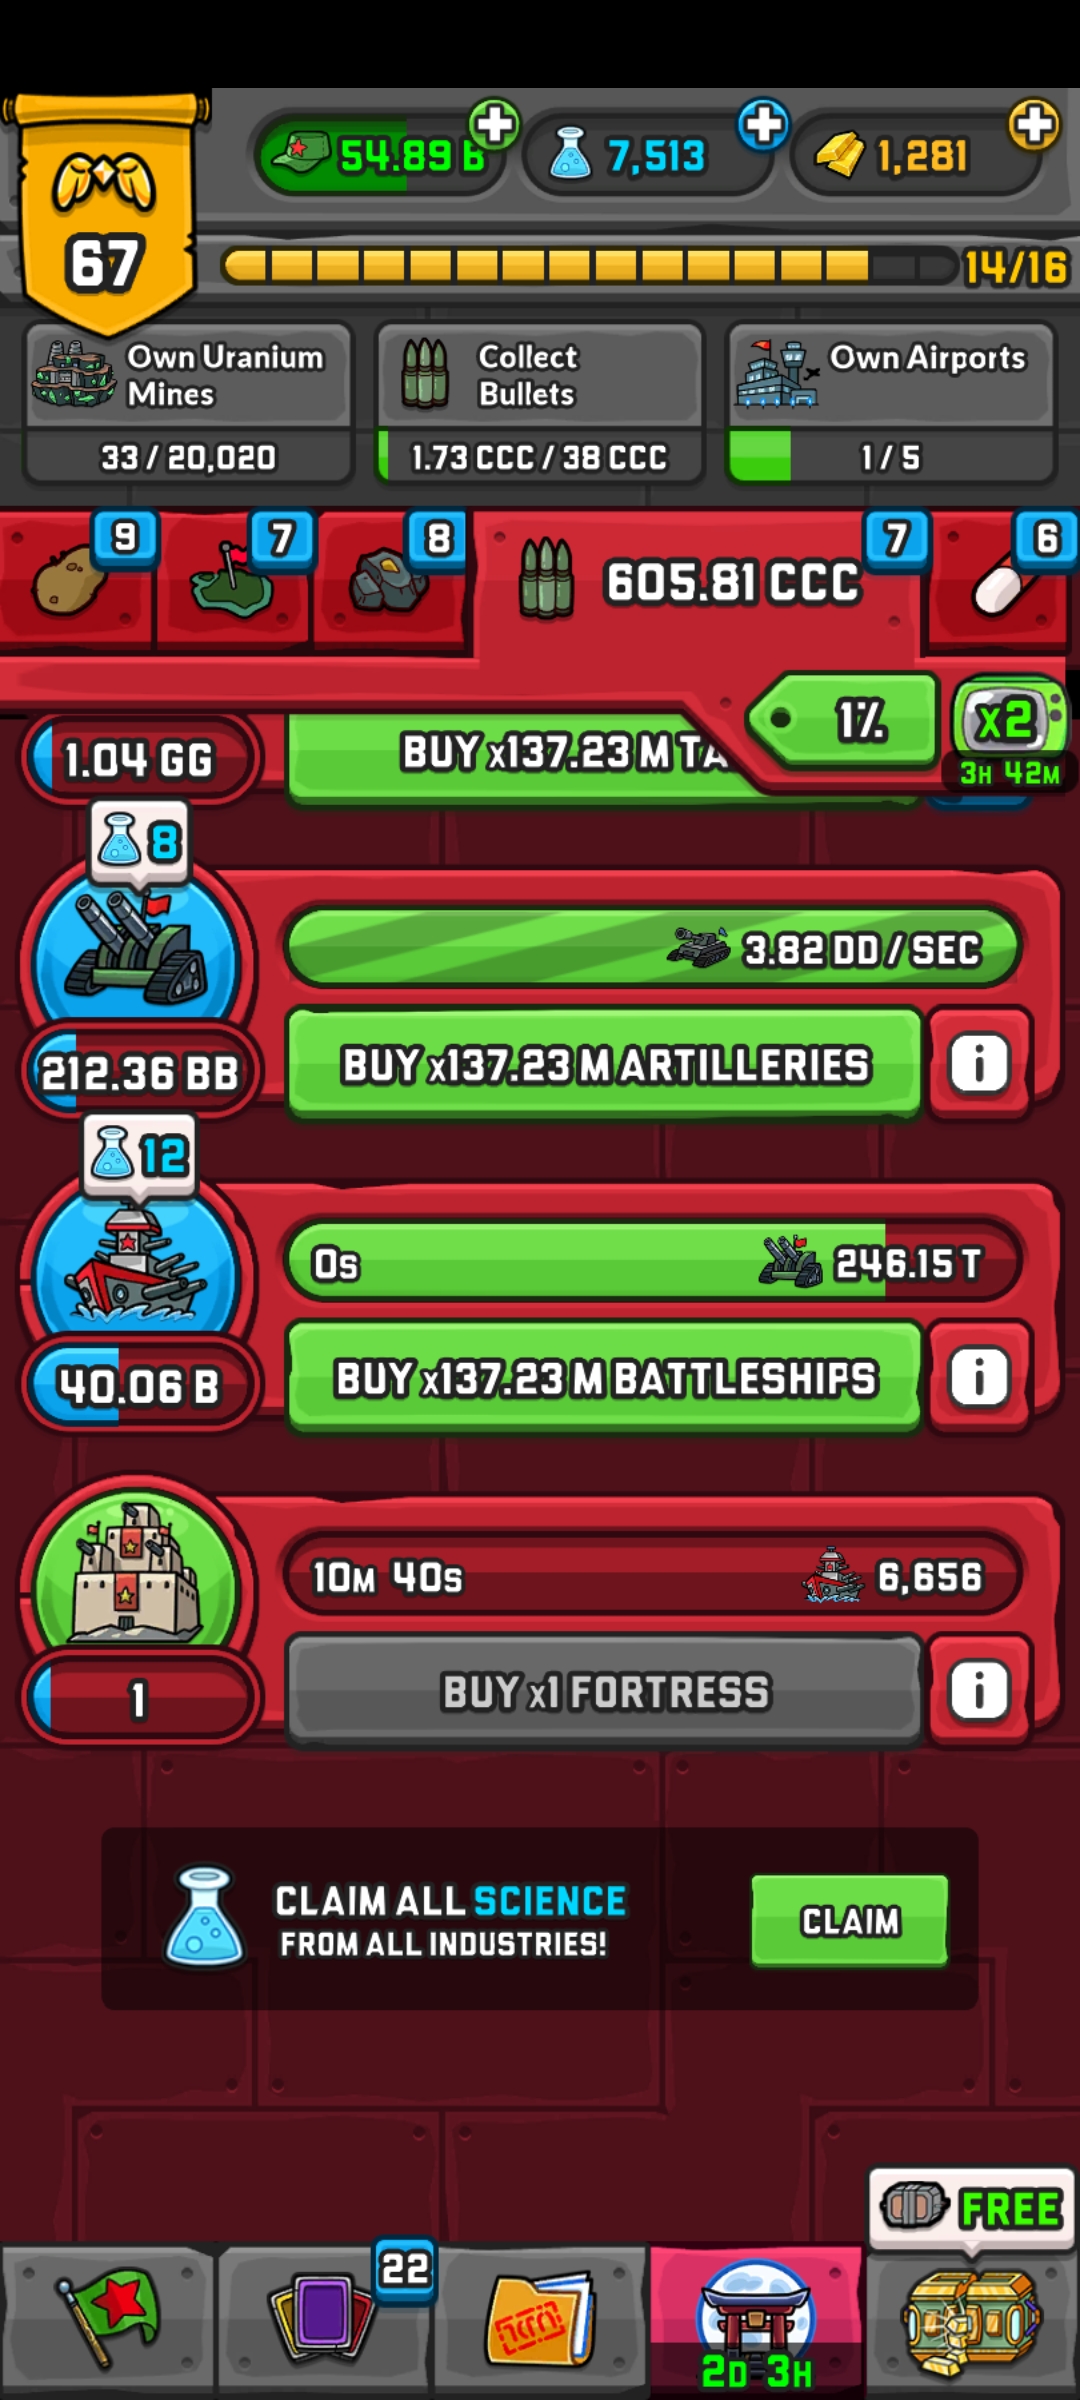 54.89 B
7,513
1,281
67
14/16
Own Uranium
Mines
33 / 20,020
Collect
Bullets
1.73 CCC / 38 CCC
Own Airports
1 / 5
9
7
8
605.81 CCC
7
6
1%
x2
3H 42M
1.04 GG
BUY x137.23 M TA
8
3.82 DD / SEC
212.36 BB
BUY x137.23 M ARTILLERIES
i
12
0s
246.15 T
40.06 B
BUY x137.23 M BATTLESHIPS
i
10M 40s
6,656
1
BUY x1 FORTRESS
i
CLAIM ALL SCIENCE
FROM ALL INDUSTRIES!
CLAIM
FREE
22
2D 3H